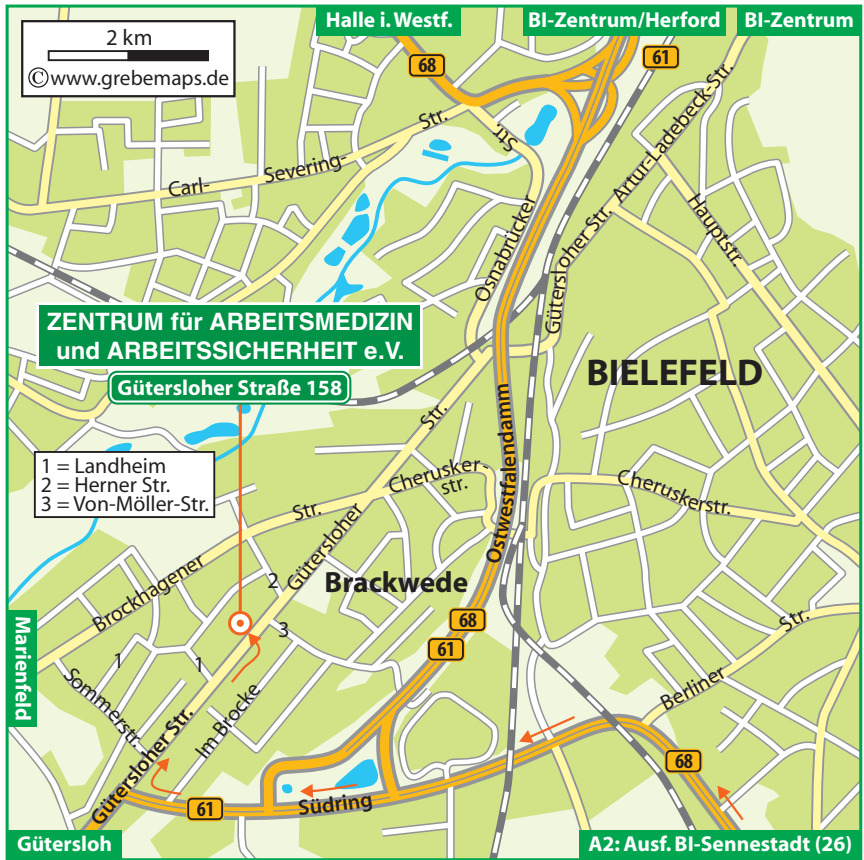 Halle i. Westf.
BI-Zentrum/Herford
BI-Zentrum
2 km
©www.grebemaps.de
68
61
Str.
Severing-
Carl-
Str.
Osnabrücker
Artur-Ladebeck-Str.
Gütersloher Str.
Hauptstr.
ZENTRUM für ARBEITSMEDIZIN
und ARBEITSSICHERHEIT e.V.
Gütersloher Straße 158
BIELEFELD
1 = Landheim
2 = Herner Str.
3 = Von-Möller-Str.
Str.
Gütersloher
Cherusker-
str.
Cheruskerstr.
Ostwestfalendamm
Str.
Brockhagener
2
Brackwede
3
68
61
Marienfeld
1
1
Sommerstr.
Im Brocke
Gütersloher Str.
Str.
Berliner
68
61
Südring
Gütersloh
A2: Ausf. BI-Sennestadt (26)